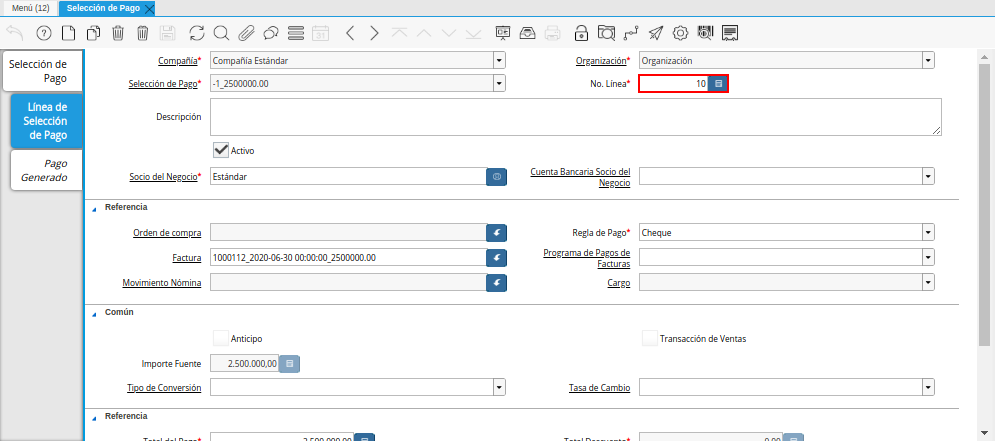 Menú (12) Selección de Pago
Selección de Pago
Línea de Selección de Pago
Pago Generado
Compañía* Compañía Estándar Organización* Organización
Selección de Pago* -1_2500000.00 No. Línea* 10
Descripción
Activo
Socio del Negocio* Estándar Cuenta Bancaria Socio del Negocio
Referencia
Orden de compra Regla de Pago* Cheque
Factura 1000112_2020-06-30 00:00:00_2500000.00 Programa de Pagos de Facturas
Movimiento Nómina Cargo
Común
Anticipo Transacción de Ventas
Importe Fuente 2.500.000,00
Tipo de Conversión Tasa de Cambio
Referencia
Total del Pago* 2.500.000,00 Total Descuento* 0,00